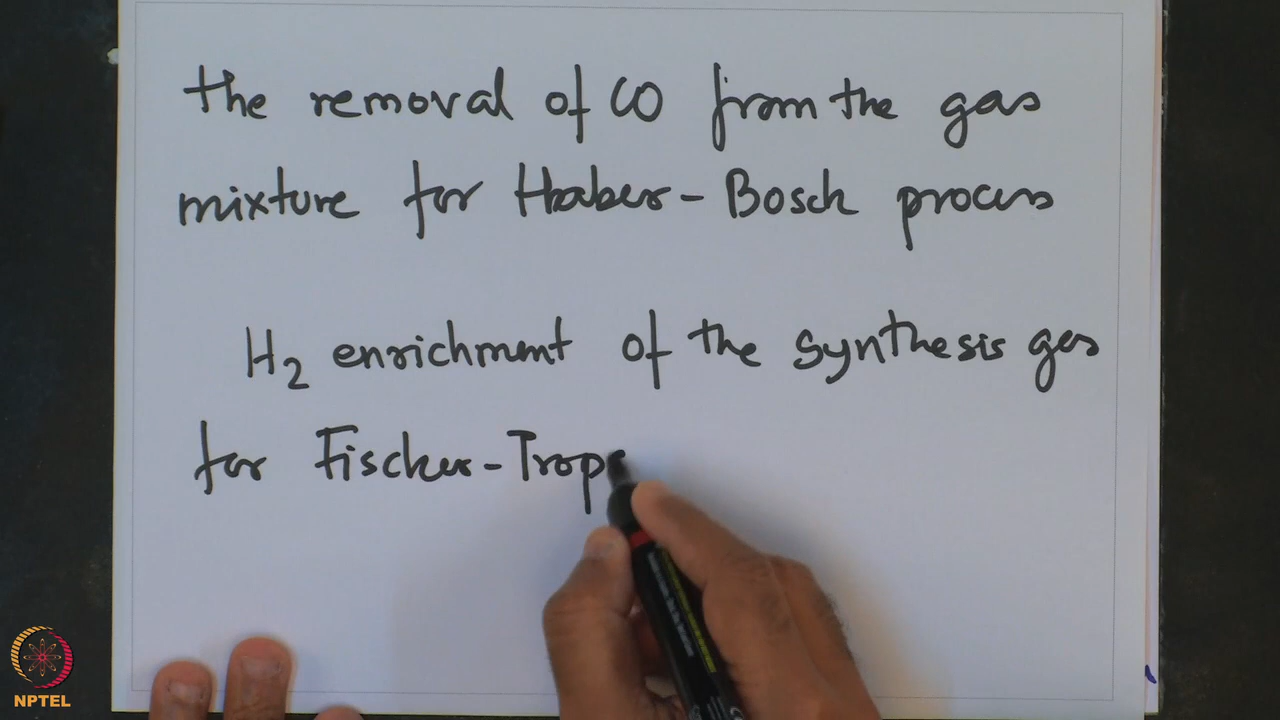 the removal of CO from the gas
mixture for Haber-Bosch process
H2 enrichment of the synthesis gas
for Fischer-Trops
NPTEL